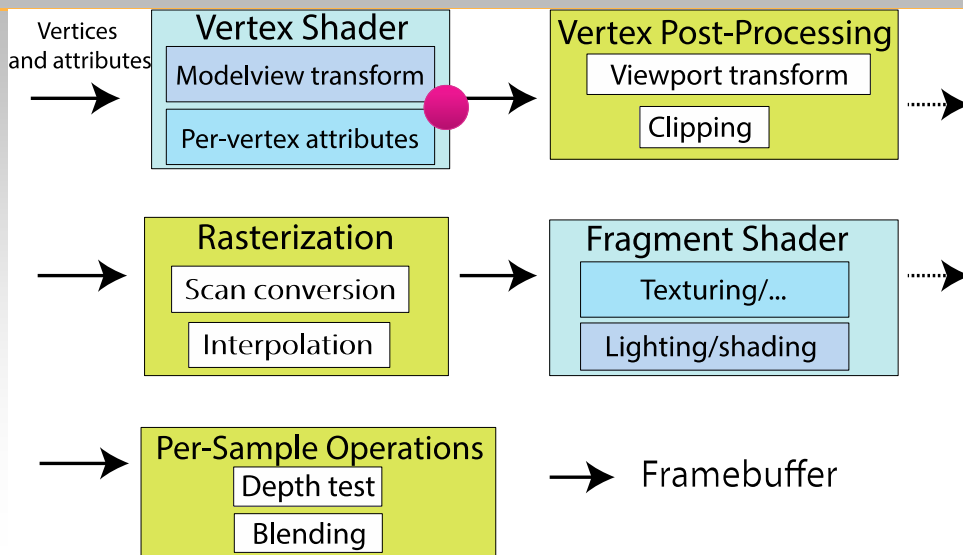 Vertices
and attributes
Vertex Shader
Modelview transform
Per-vertex attributes
Vertex Post-Processing
Viewport transform
Clipping
Rasterization
Scan conversion
Interpolation
Fragment Shader
Texturing/...
Lighting/shading
Per-Sample Operations
Depth test
Blending
Framebuffer